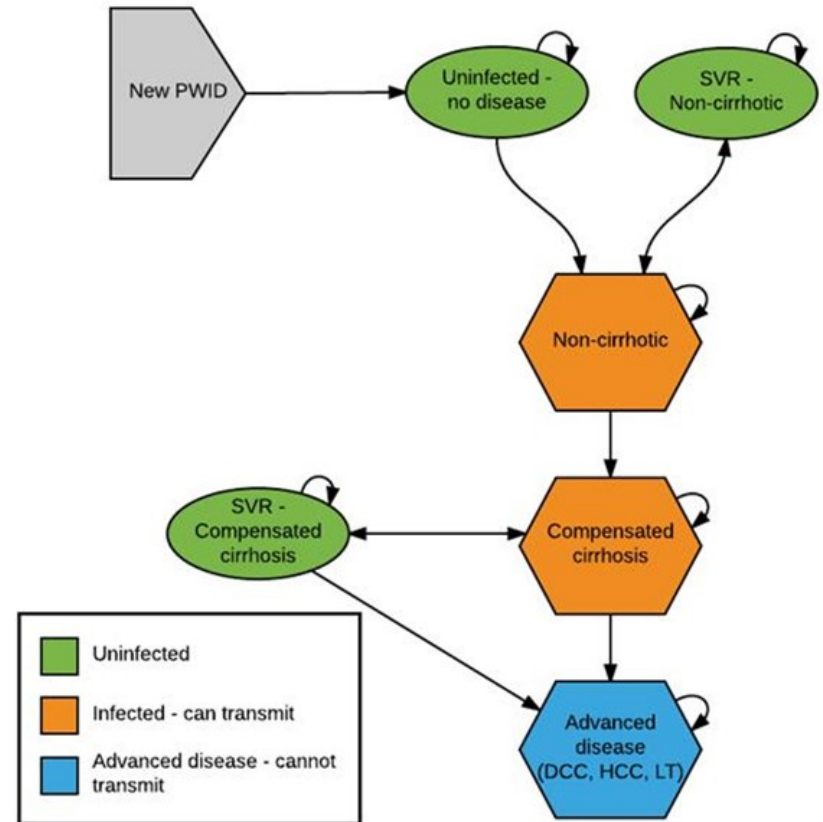 New PWID
Uninfected -
no disease
SVR -
Non-cirrhotic
Non-cirrhotic
SVR -
Compensated
cirrhosis
Compensated
cirrhosis
Advanced
disease
(DCC, HCC, LT)
Uninfected
Infected - can transmit
Advanced disease - cannot
transmit